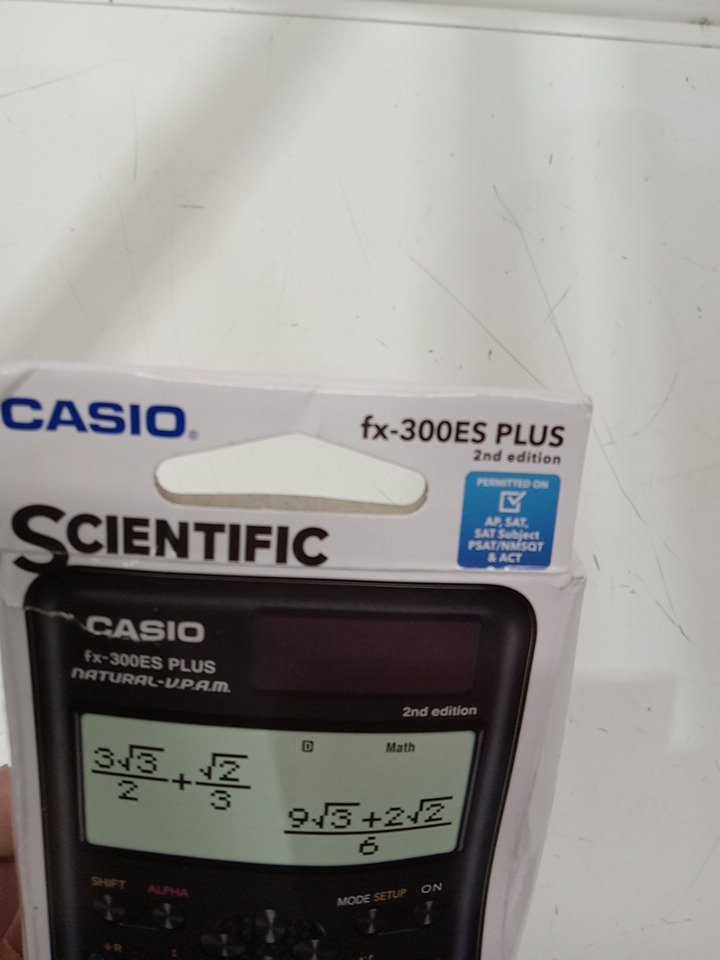 CASIO®
fx-300ES PLUS
2nd edition
PERMITTED ON
AP, SAT,
SAT Subject
PSAT/NMSQT
& ACT
SCIENTIFIC
CASIO
fx-300ES PLUS
NATURAL-V.P.A.M.
2nd edition
D Math
3√3/2 + √2/3
9√3+2√2/6
SHIFT ALPHA MODE SETUP ON
÷R